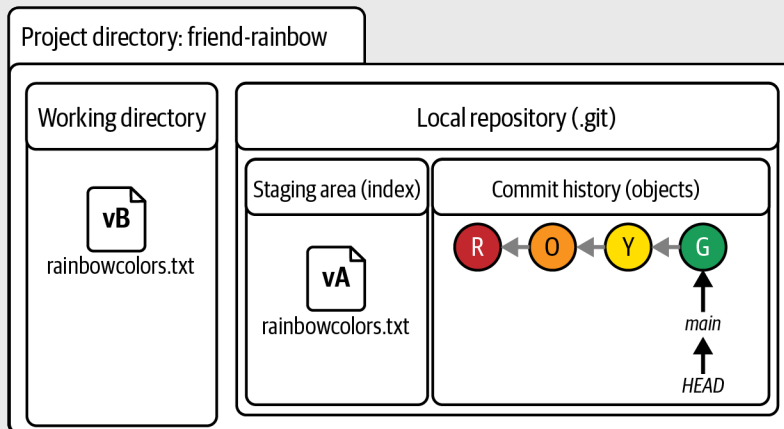 Project directory: friend-rainbow
Working directory
Local repository (.git)
Staging area (index)
Commit history (objects)
vB
rainbowcolors.txt
vA
rainbowcolors.txt
R
O
Y
G
main
HEAD